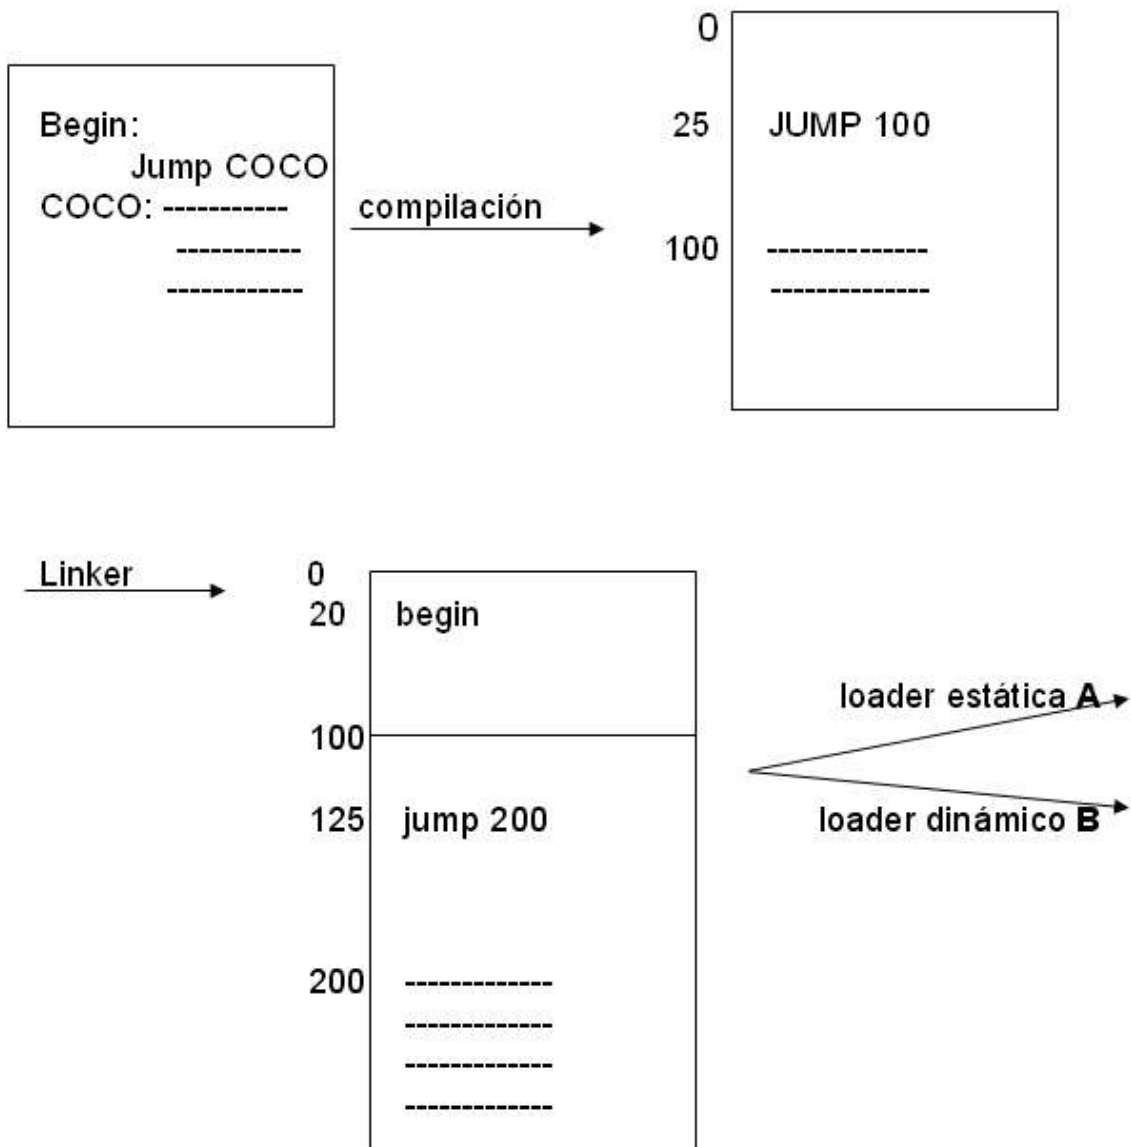 Begin:
Jump COCO
COCO: -----------
-----------
------------
compilación
0
25 JUMP 100
100 --------------
--------------
Linker
0
20 begin
100
125 jump 200
200 -------------
-------------
-------------
-------------
loader estática A
loader dinámico B